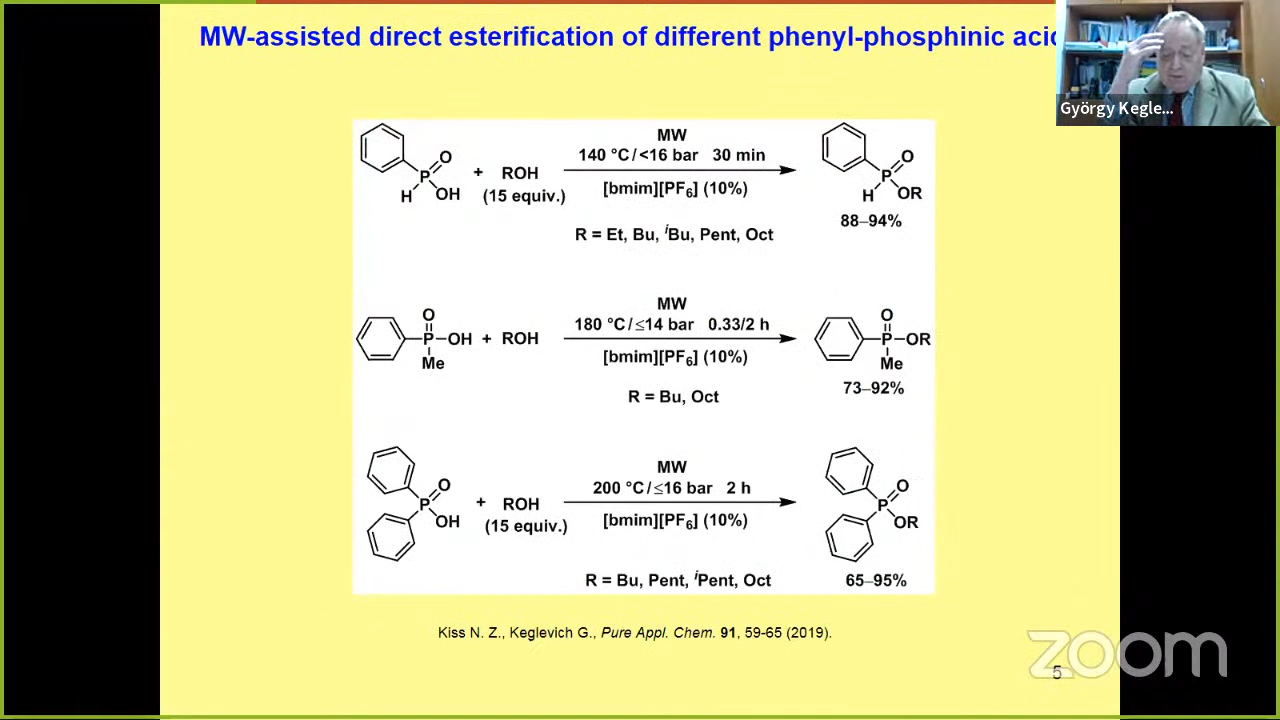 MW-assisted direct esterification of different phenyl-phosphinic
György Kegle...
MW
140 °C/<16 bar 30 min
[bmim][PF6] (10%)
P
O
H
OH
+ ROH
(15 equiv.)
P
O
H
OR
88–94%
R = Et, Bu, iBu, Pent, Oct
MW
180 °C/≤14 bar 0.33/2 h
[bmim][PF6] (10%)
O
P OH + ROH
Me
O
P OR
Me
73–92%
R = Bu, Oct
MW
200 °C/≤16 bar 2 h
[bmim][PF6] (10%)
P
O
OH
+ ROH
(15 equiv.)
P
O
OR
65–95%
R = Bu, Pent, iPent, Oct
Kiss N. Z., Keglevich G., Pure Appl. Chem. 91, 59-65 (2019).
zoom
5